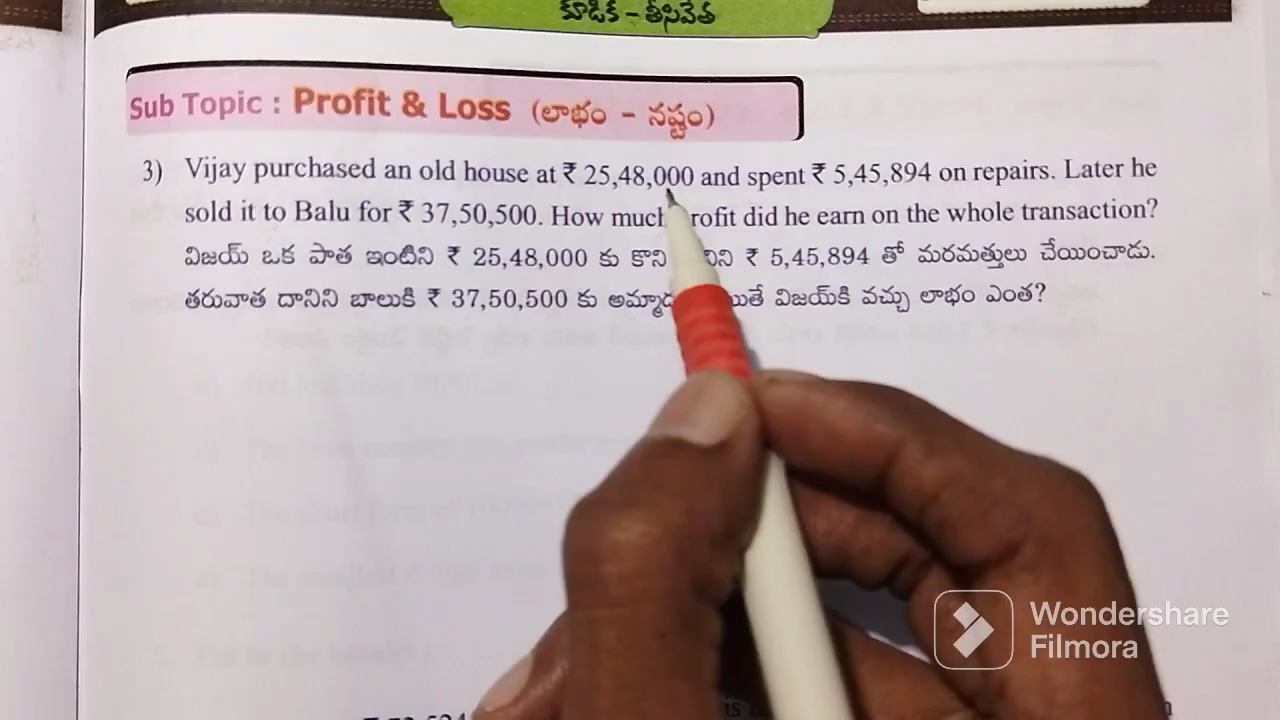 కూడిక – తీసివేత
Sub Topic : Profit & Loss (లాభం – నష్టం)
3) Vijay purchased an old house at ₹ 25,48,000 and spent ₹ 5,45,894 on repairs. Later he
sold it to Balu for ₹ 37,50,500. How much rofit did he earn on the whole transaction?
విజయ్ ఒక పాత ఇంటిని ₹ 25,48,000 కు కొని ₹ 5,45,894 తో మరమత్తులు చేయించాడు.
తరువాత దానిని బాలుకి ₹ 37,50,500 కు విజయ్‌కి వచ్చు లాభం ఎంత?
Wondershare
Filmora